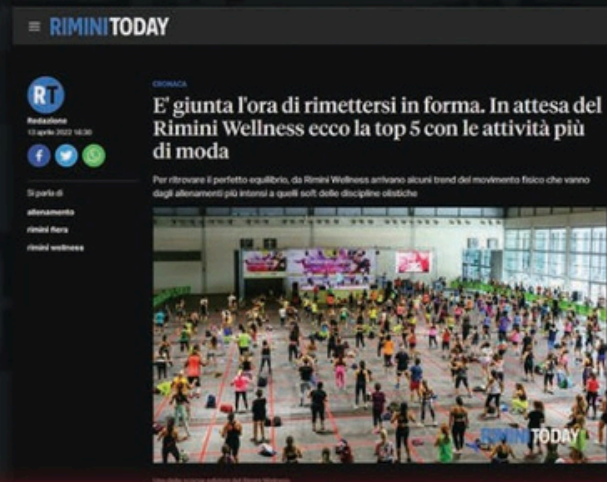 RIMINITODAY
RT
Redazione
13 aprile 2022 16:30
Si parla di
allenamento
rimini fiera
rimini wellness
CRONACA
E' giunta l'ora di rimettersi in forma. In attesa del
Rimini Wellness ecco la top 5 con le attività più
di moda
Per ritrovare il perfetto equilibrio, da Rimini Wellness arrivano alcuni trend del movimento fisico che vanno
dagli allenamenti più intensi a quelli soft delle discipline olistiche
RIMINITODAY